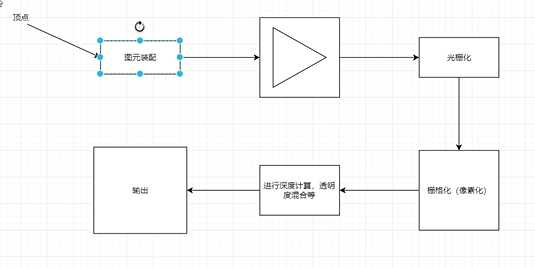 顶点
图元装配
光栅化
栅格化（像素化）
进行深度计算，透明
度混合等
输出